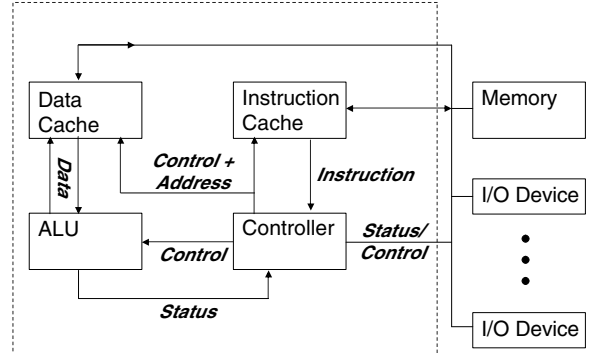 Data
Cache
Instruction
Cache
Memory
Control +
Address
Data
Instruction
I/O Device
ALU
Controller
Status/
Control
Control
Status
I/O Device